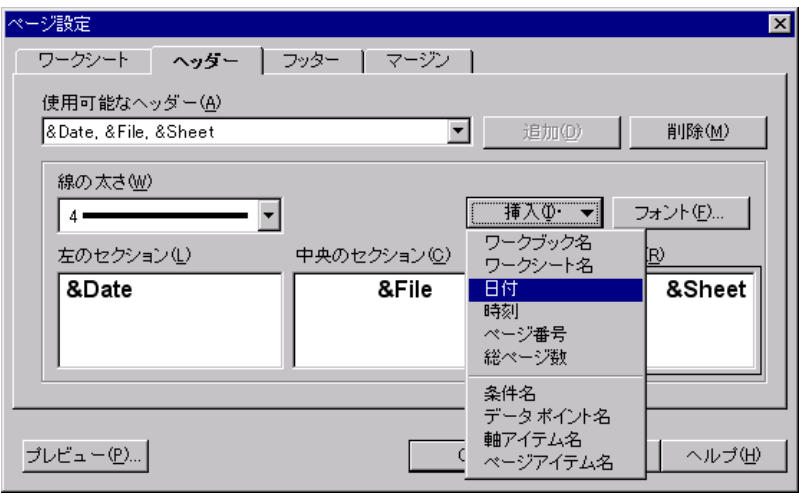 ページ設定
ワークシート ヘッダー フッター マージン
使用可能なヘッダー(A)
&Date, &File, &Sheet 追加(D) 削除(M)
線の太さ(W)
4 挿入(I)· フォント(F)...
左のセクション(L) 中央のセクション(C) (R)
&Date &File &Sheet
ワークブック名
ワークシート名
日付
時刻
ページ番号
総ページ数
条件名
データ ポイント名
軸アイテム名
ページアイテム名
プレビュー(P)... ヘルプ(H)